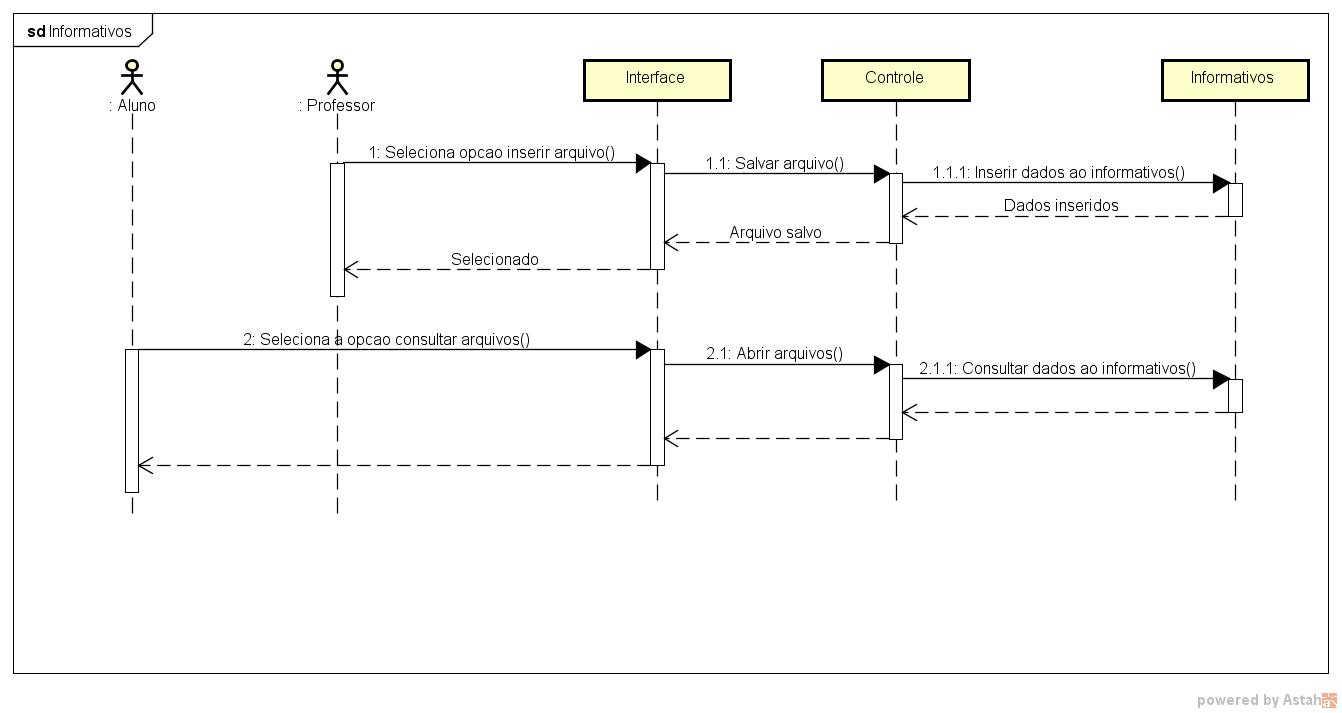 sd Informativos
: Aluno
: Professor
Interface
Controle
Informativos
1: Seleciona opcao inserir arquivo()
1.1: Salvar arquivo()
1.1.1: Inserir dados ao informativos()
Dados inseridos
Arquivo salvo
Selecionado
2: Seleciona a opcao consultar arquivos()
2.1: Abrir arquivos()
2.1.1: Consultar dados ao informativos()
powered by Astah